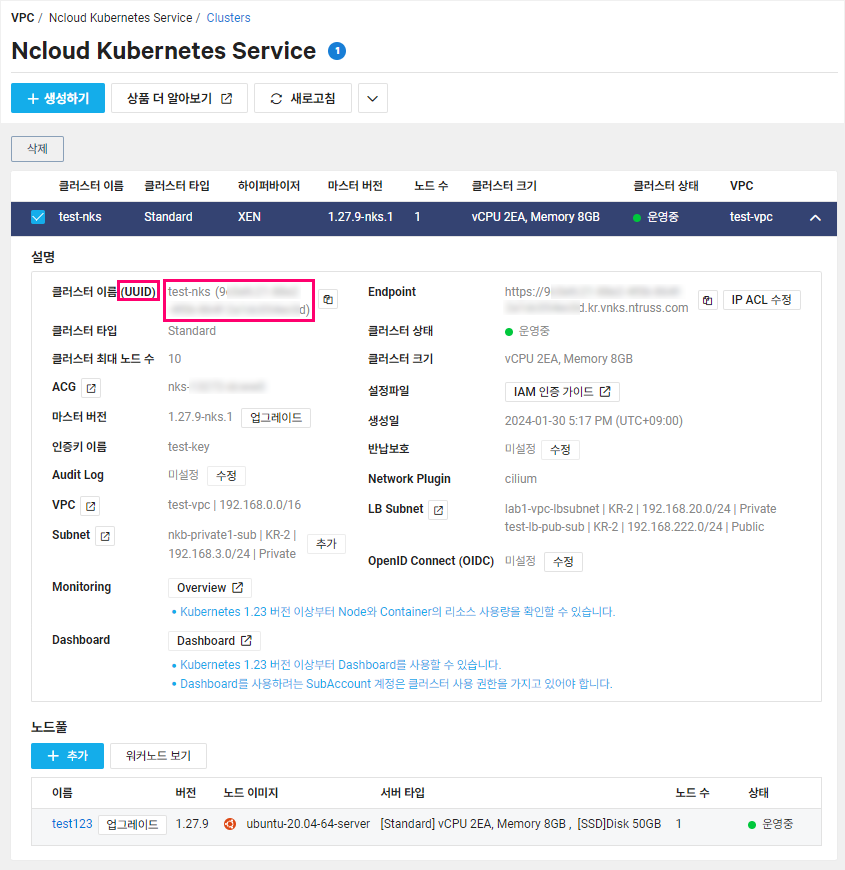 VPC / Ncloud Kubernetes Service / Clusters
Ncloud Kubernetes Service 1
+ 생성하기 상품 더 알아보기 새로고침
삭제
클러스터 이름 클러스터 타입 하이퍼바이저 마스터 버전 노드 수 클러스터 크기 클러스터 상태 VPC
test-nks Standard XEN 1.27.9-nks.1 1 vCPU 2EA, Memory 8GB 운영중 test-vpc
설명
클러스터 이름(UUID) test-nks (9
d)
Endpoint https://9
d.kr.vnks.ntruss.com IP ACL 수정
클러스터 타입 Standard 클러스터 상태 운영중
클러스터 최대 노드 수 10 클러스터 크기 vCPU 2EA, Memory 8GB
ACG nks- 설정파일 IAM 인증 가이드
마스터 버전 1.27.9-nks.1 업그레이드 생성일 2024-01-30 5:17 PM (UTC+09:00)
인증키 이름 test-key 반납보호 미설정 수정
Audit Log 미설정 수정 Network Plugin cilium
VPC test-vpc | 192.168.0.0/16 LB Subnet lab1-vpc-lbsubnet | KR-2 | 192.168.20.0/24 | Private
test-lb-pub-sub | KR-2 | 192.168.222.0/24 | Public
Subnet nkb-private1-sub | KR-2 |
192.168.3.0/24 | Private 추가
OpenID Connect (OIDC) 미설정 수정
Monitoring Overview
• Kubernetes 1.23 버전 이상부터 Node와 Container의 리소스 사용량을 확인할 수 있습니다.
Dashboard Dashboard
• Kubernetes 1.23 버전 이상부터 Dashboard를 사용할 수 있습니다.
• Dashboard를 사용하려는 SubAccount 계정은 클러스터 사용 권한을 가지고 있어야 합니다.
노드풀
+ 추가 워커노드 보기
이름 버전 노드 이미지 서버 타입 노드 수 상태
test123 업그레이드 1.27.9 ubuntu-20.04-64-server [Standard] vCPU 2EA, Memory 8GB , [SSD]Disk 50GB 1 운영중